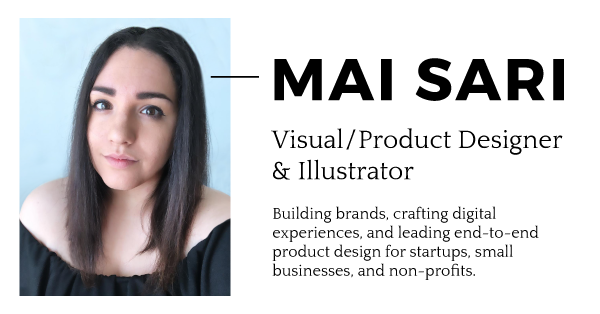 MAI SARI
Visual/Product Designer
& Illustrator
Building brands, crafting digital
experiences, and leading end-to-end
product design for startups, small
businesses, and non-profits.